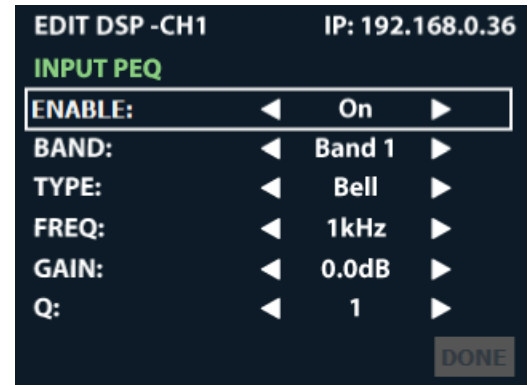 EDIT DSP -CH1 IP: 192.168.0.36
INPUT PEQ
ENABLE: ◀ On ▶
BAND: ◀ Band 1 ▶
TYPE: ◀ Bell ▶
FREQ: ◀ 1kHz ▶
GAIN: ◀ 0.0dB ▶
Q: ◀ 1 ▶
DONE